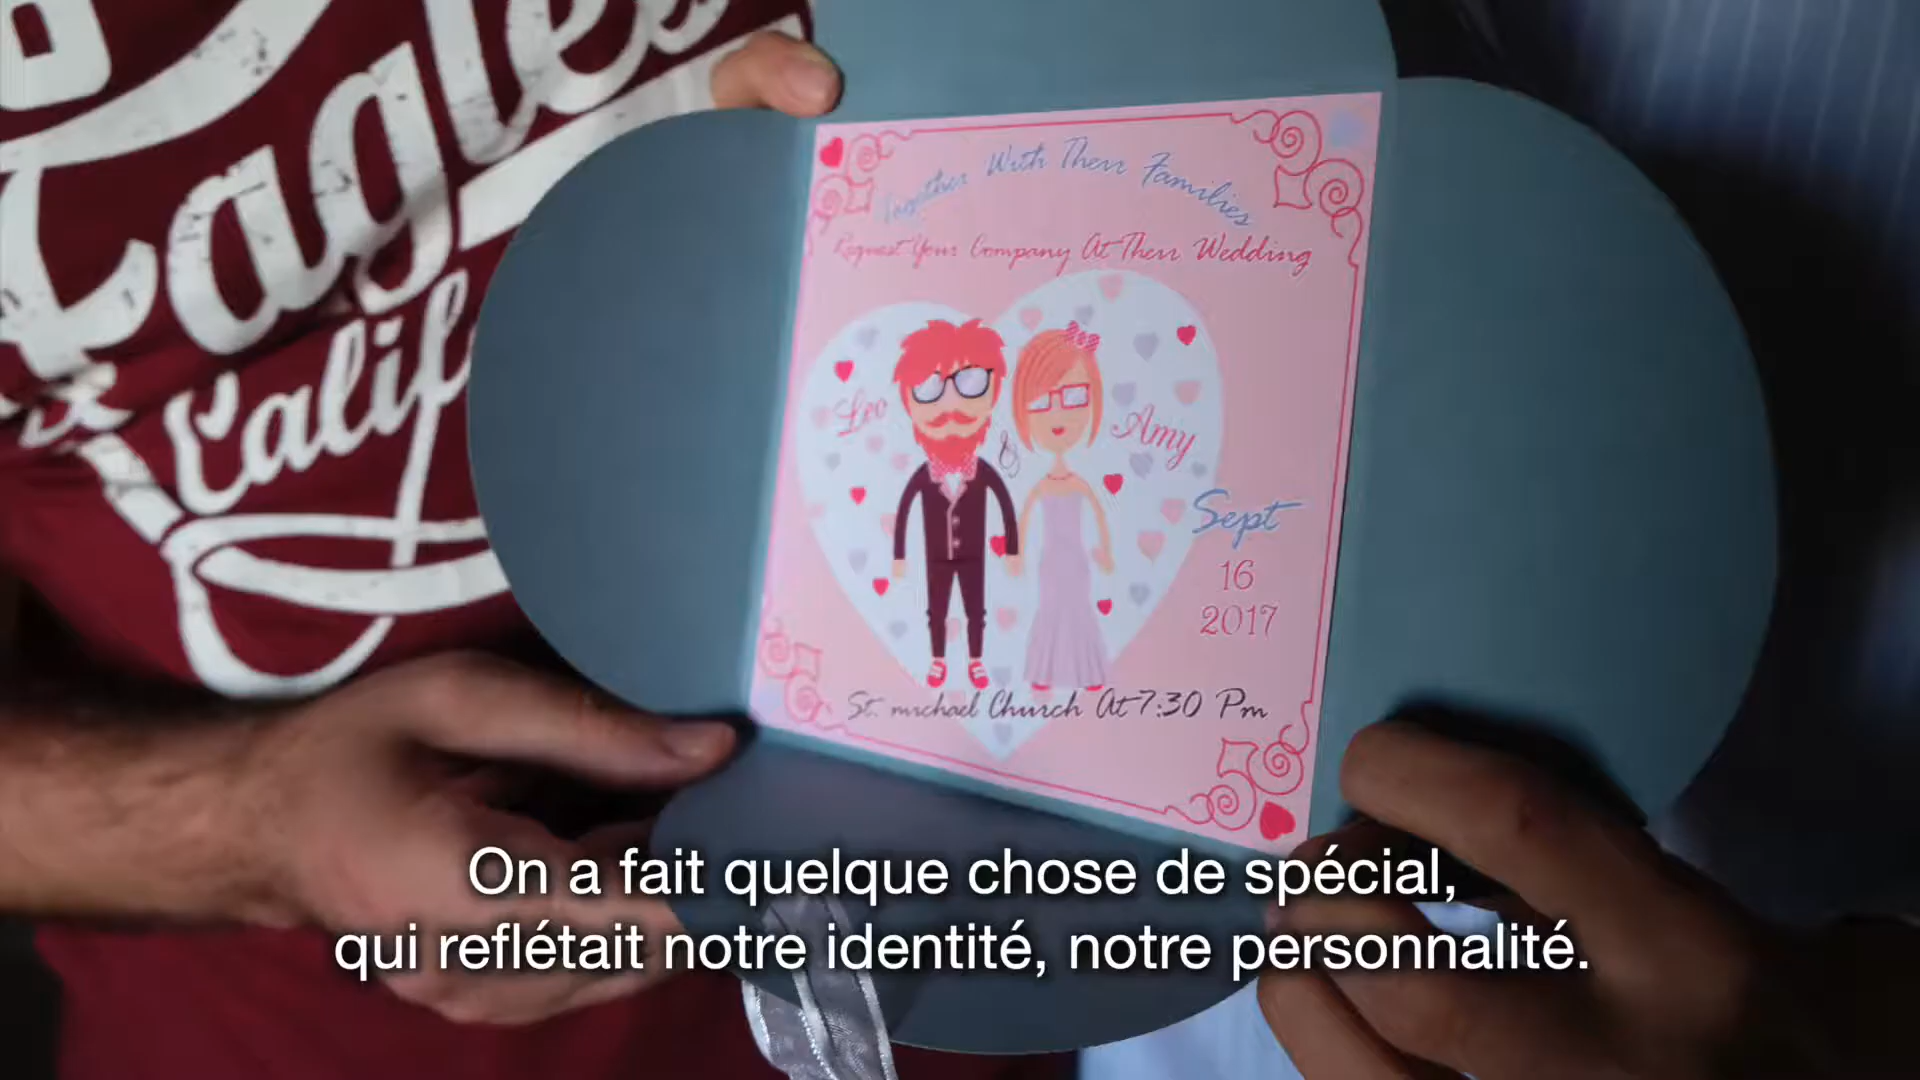 Eagles
Calif
Together With Their Families
Request Your Company At Their Wedding
Leo
&
Amy
Sept
16
2017
St. michael Church At 7:30 Pm
On a fait quelque chose de spécial,
qui reflétait notre identité, notre personnalité.